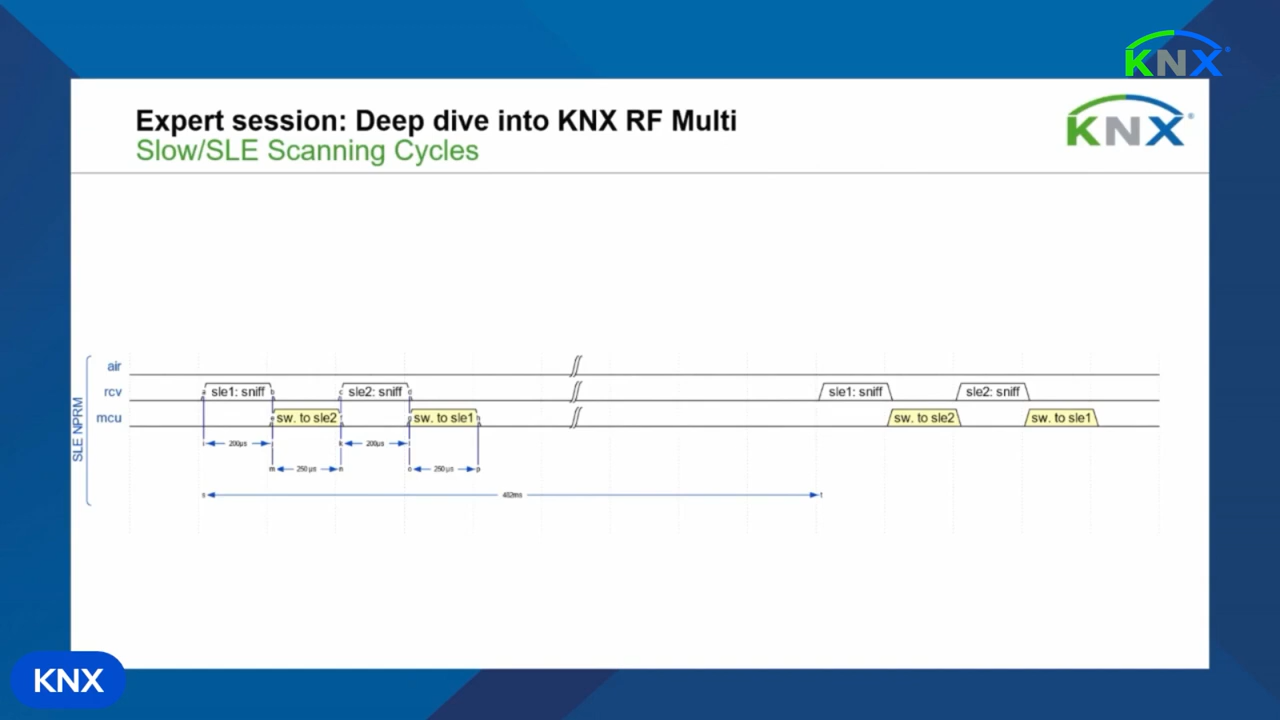 KNX
Expert session: Deep dive into KNX RF Multi
KNX
Slow/SLE Scanning Cycles
SLE NPRM
air
rcv
sle1: sniff
sle2: sniff
sle1: sniff
sle2: sniff
mcu
sw. to sle2
sw. to sle1
sw. to sle2
sw. to sle1
200µs
200µs
m
250 µs
n
o
250 µs
p
s
482ms
t
KNX